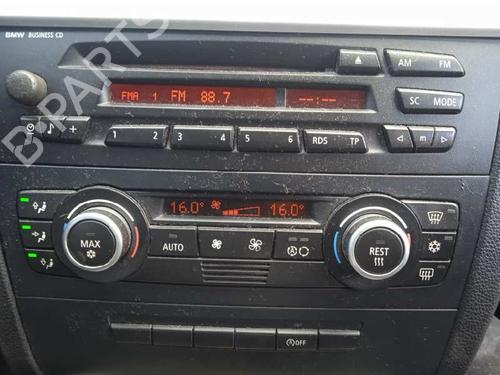 BMW BUSINESS CD
B-PARTS
AM FM
FMA 1 FM 88.7 --:--
SC MODE
1 2 3 4 5 6 RDS TP
m
16.0° 16.0°
MAX
AUTO
A
REST
OFF